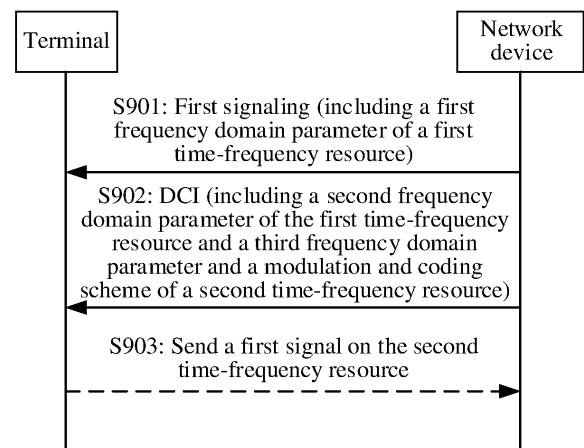 Terminal
Network
device
S901: First signaling (including a first
frequency domain parameter of a first
time-frequency resource)
S902: DCI (including a second frequency
domain parameter of the first time-frequency
resource and a third frequency domain
parameter and a modulation and coding
scheme of a second time-frequency resource)
S903: Send a first signal on the second
time-frequency resource